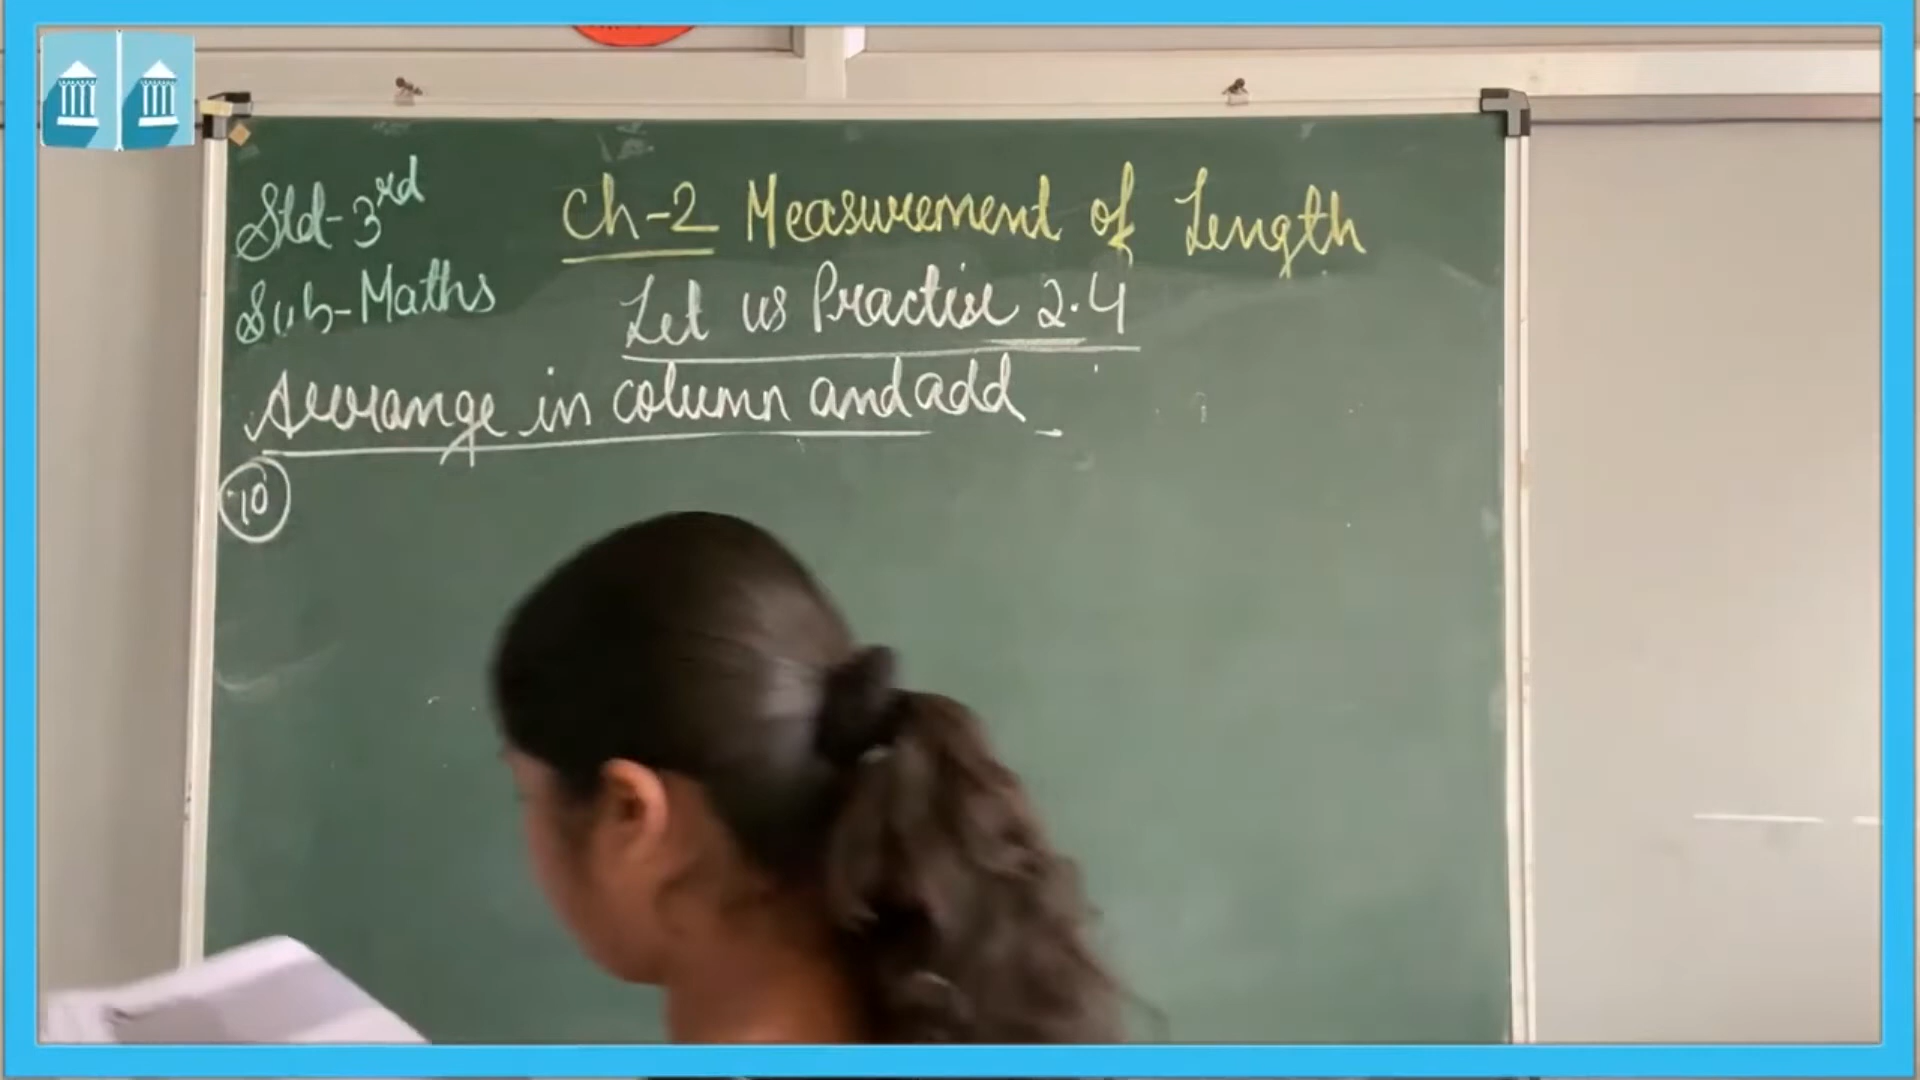 Std-3rd
Ch-2 Measurement of Length
Sub-Maths
Let us Practise 2.4
Arrange in column and add
10